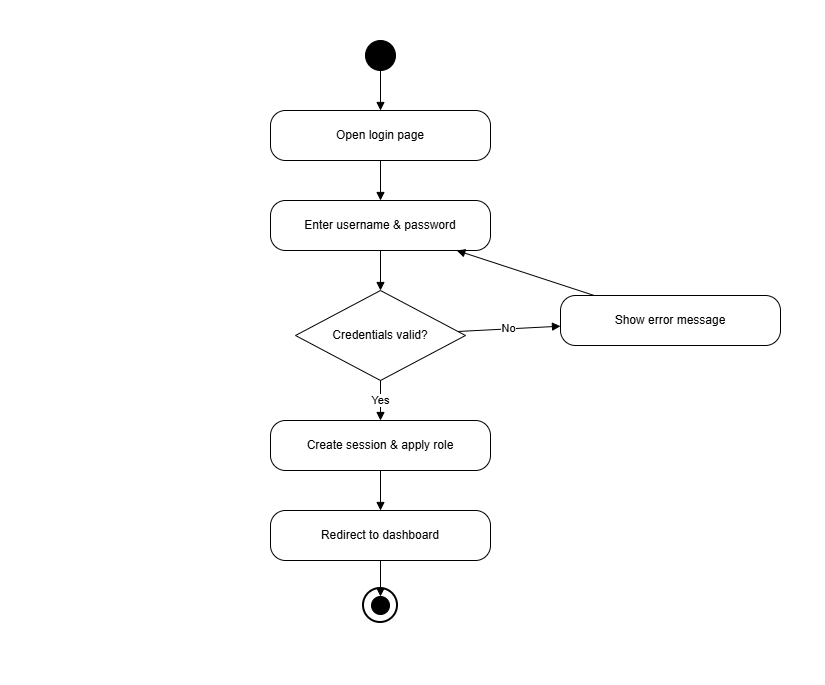 Open login page
Enter username & password
Credentials valid?
No
Show error message
Yes
Create session & apply role
Redirect to dashboard